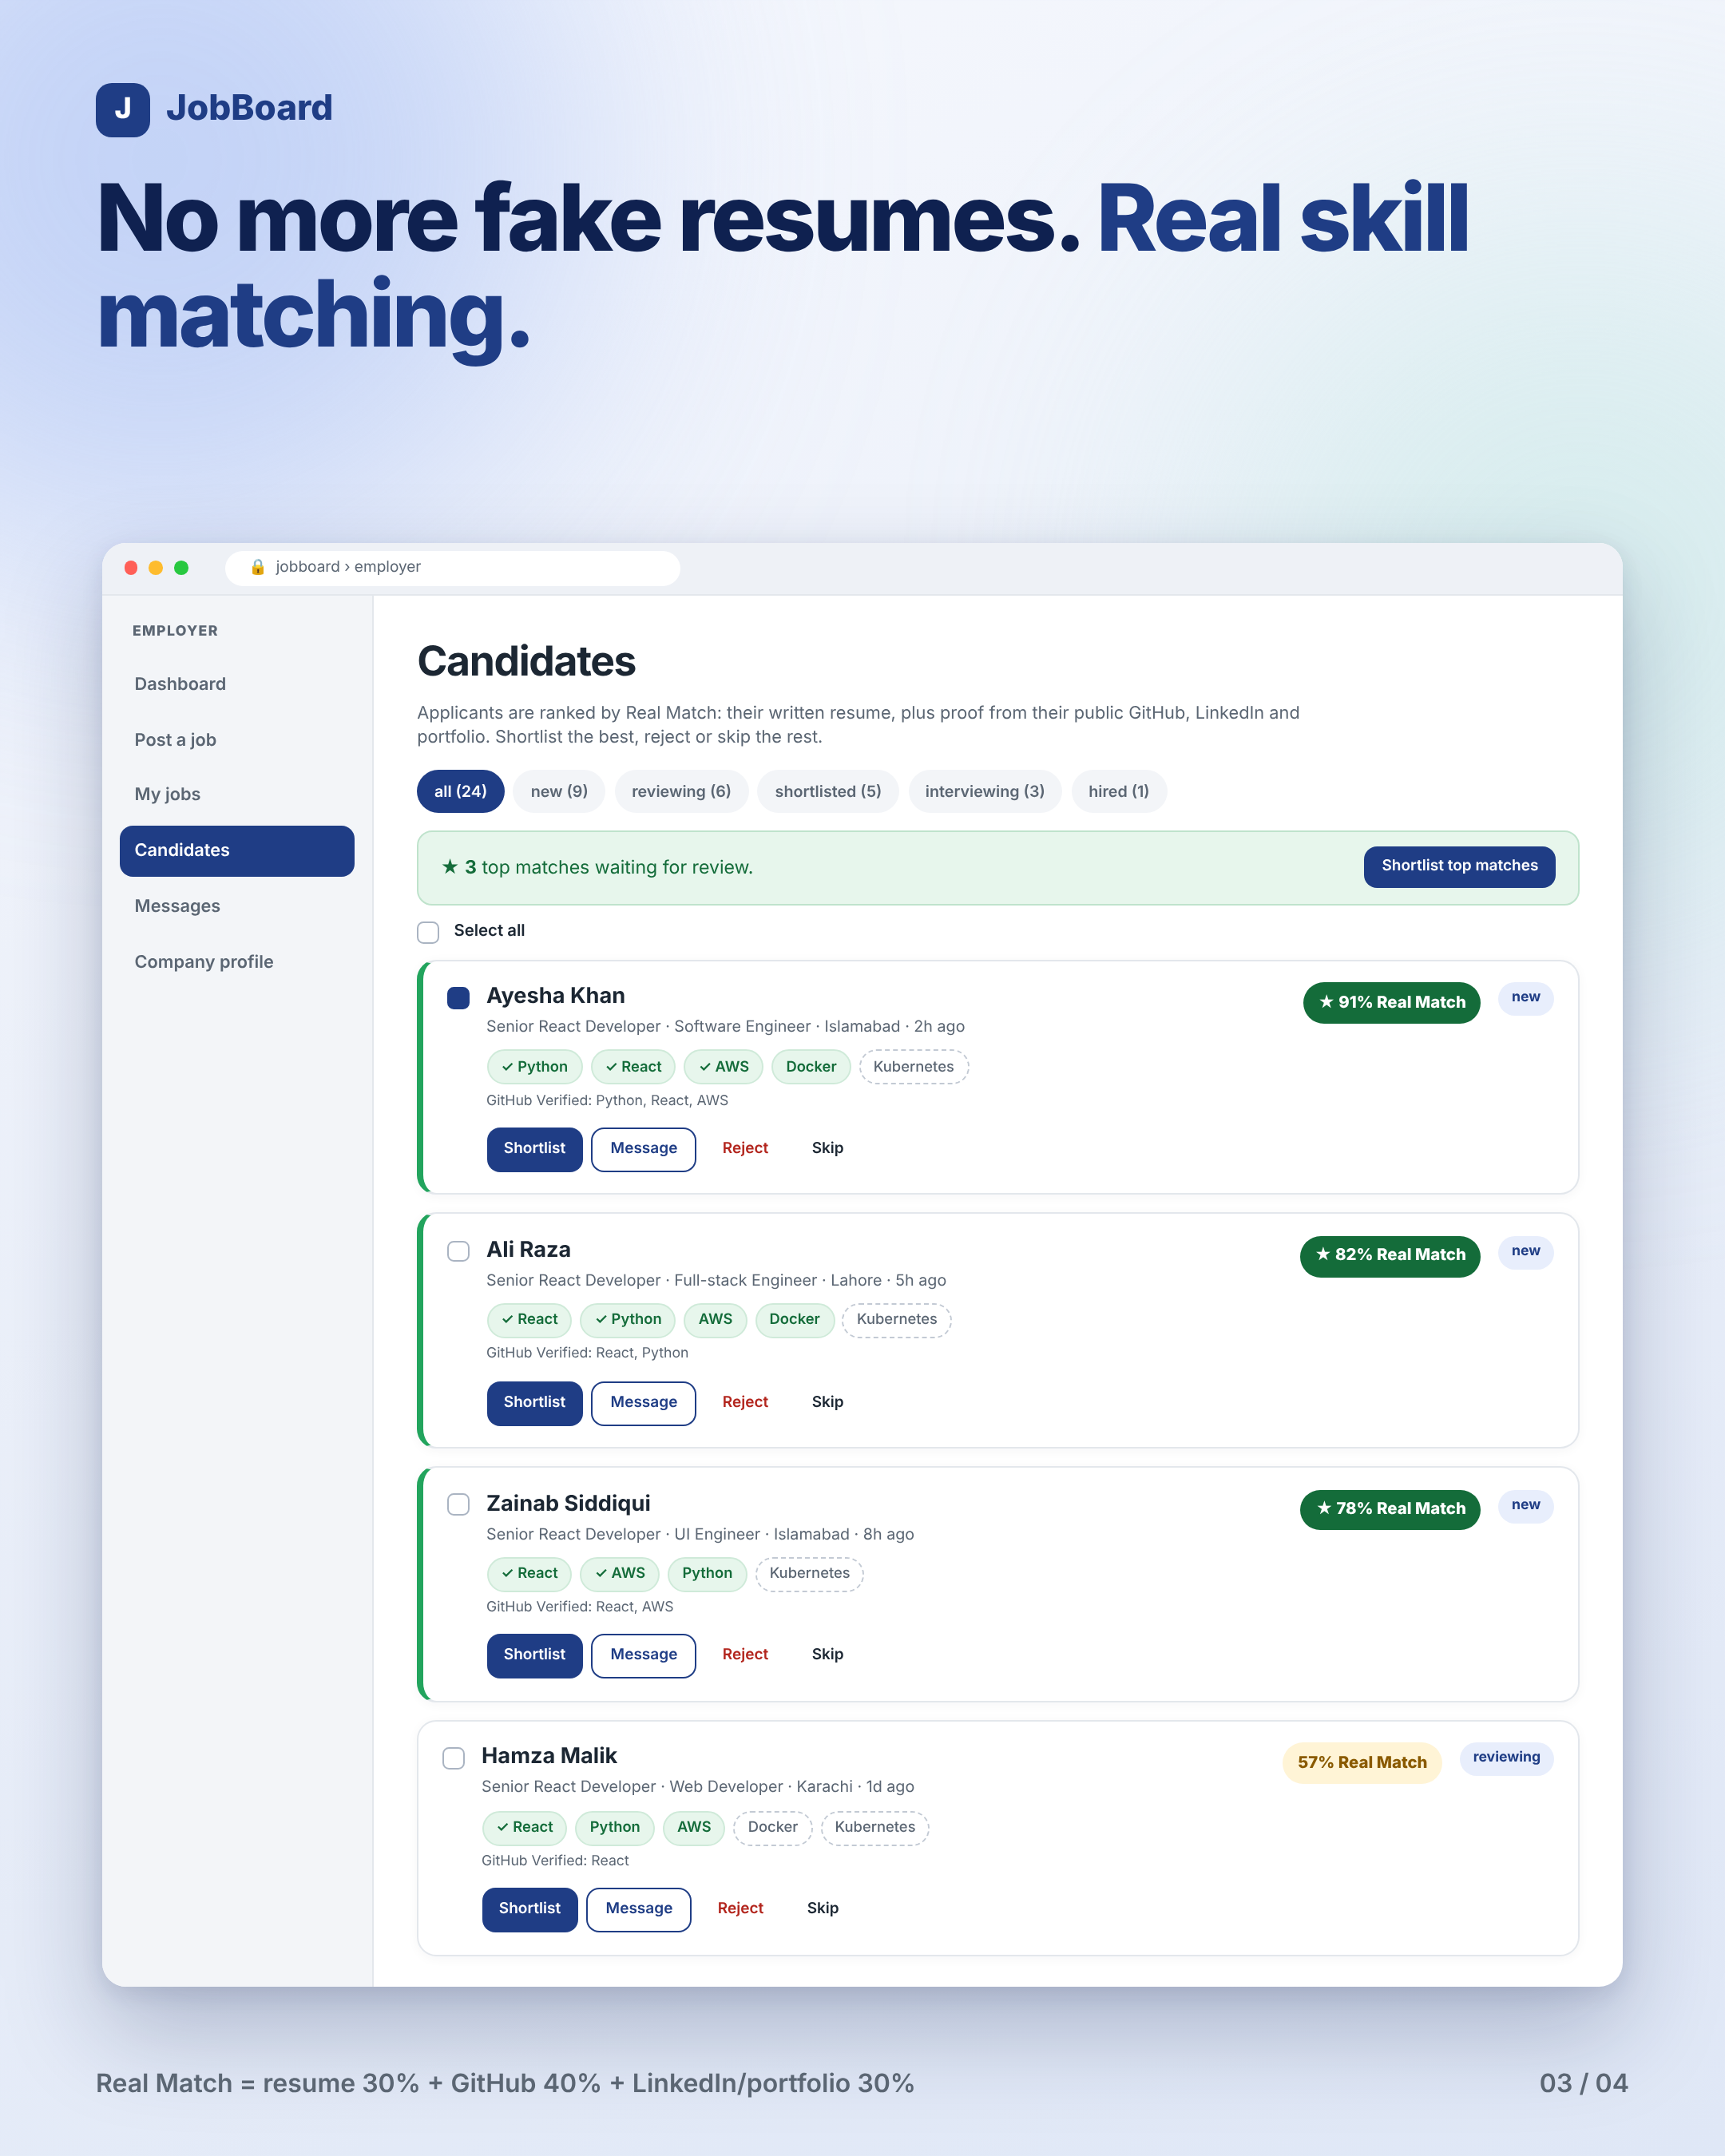 J JobBoard
No more fake resumes. Real skill
matching.
🔒 jobboard › employer
EMPLOYER
Dashboard
Post a job
My jobs
Candidates
Messages
Company profile
Candidates
Applicants are ranked by Real Match: their written resume, plus proof from their public GitHub, LinkedIn and
portfolio. Shortlist the best, reject or skip the rest.
all (24) new (9) reviewing (6) shortlisted (5) interviewing (3) hired (1)
★ 3 top matches waiting for review. Shortlist top matches
Select all
Ayesha Khan ★ 91% Real Match new
Senior React Developer · Software Engineer · Islamabad · 2h ago
✓ Python ✓ React ✓ AWS Docker Kubernetes
GitHub Verified: Python, React, AWS
Shortlist Message Reject Skip
Ali Raza ★ 82% Real Match new
Senior React Developer · Full-stack Engineer · Lahore · 5h ago
✓ React ✓ Python AWS Docker Kubernetes
GitHub Verified: React, Python
Shortlist Message Reject Skip
Zainab Siddiqui ★ 78% Real Match new
Senior React Developer · UI Engineer · Islamabad · 8h ago
✓ React ✓ AWS Python Kubernetes
GitHub Verified: React, AWS
Shortlist Message Reject Skip
Hamza Malik 57% Real Match reviewing
Senior React Developer · Web Developer · Karachi · 1d ago
✓ React Python AWS Docker Kubernetes
GitHub Verified: React
Shortlist Message Reject Skip
Real Match = resume 30% + GitHub 40% + LinkedIn/portfolio 30% 03 / 04